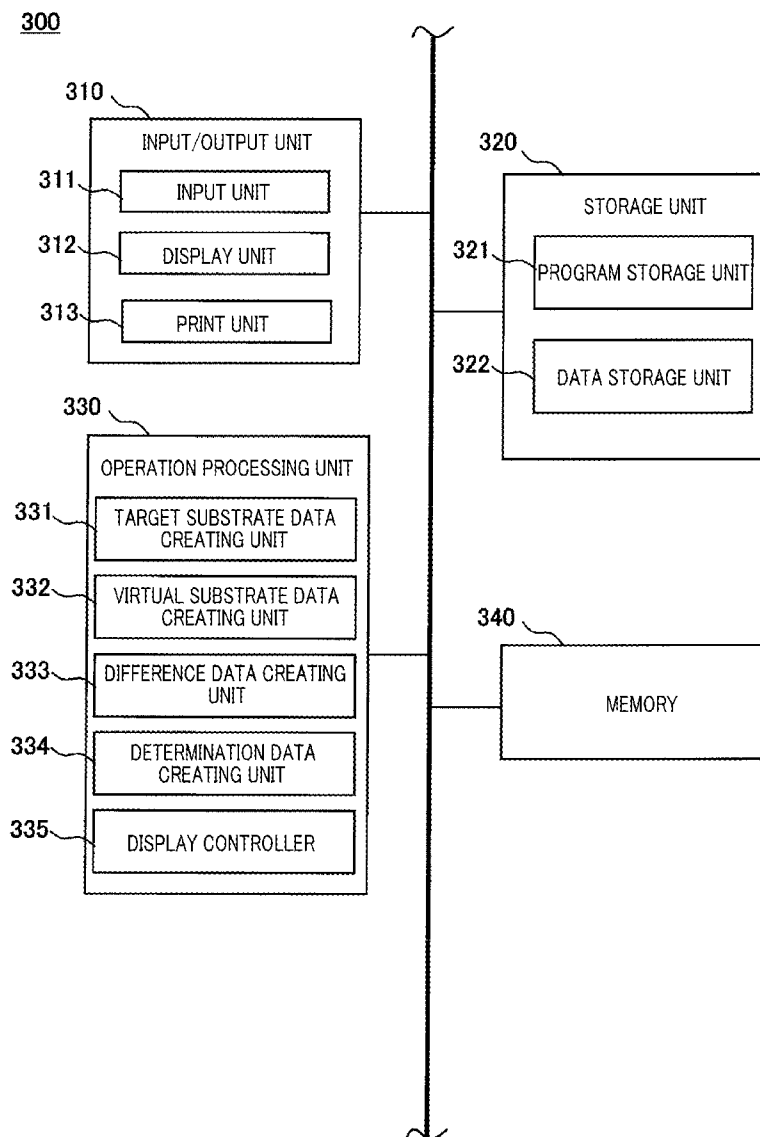 300
310
INPUT/OUTPUT UNIT
311
INPUT UNIT
312
DISPLAY UNIT
313
PRINT UNIT
320
STORAGE UNIT
321
PROGRAM STORAGE UNIT
322
DATA STORAGE UNIT
330
OPERATION PROCESSING UNIT
331
TARGET SUBSTRATE DATA
CREATING UNIT
332
VIRTUAL SUBSTRATE DATA
CREATING UNIT
333
DIFFERENCE DATA CREATING
UNIT
334
DETERMINATION DATA
CREATING UNIT
335
DISPLAY CONTROLLER
340
MEMORY